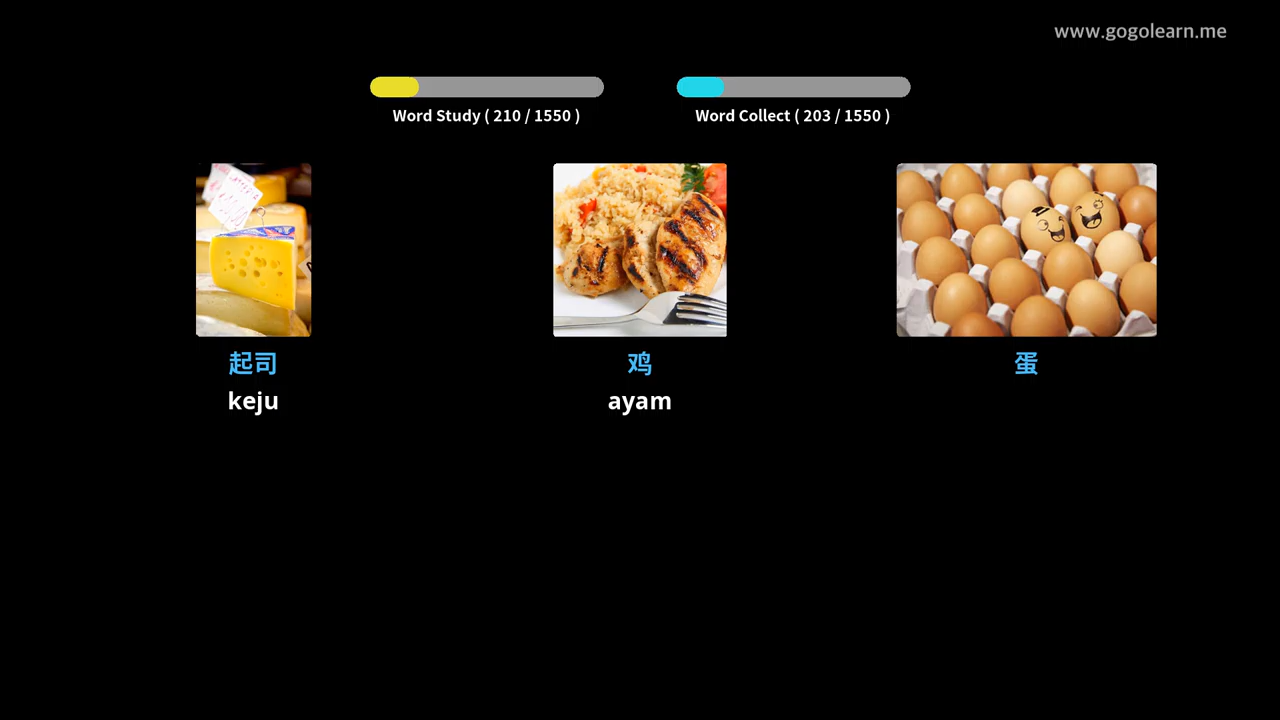 www.gogolearn.me
Word Study ( 210 / 1550 )
Word Collect ( 203 / 1550 )
起司
鸡
蛋
keju
ayam